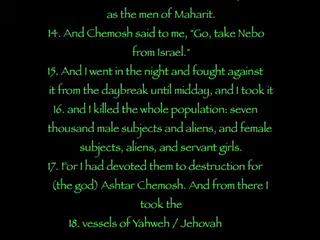 as the men of Maharit.
14. And Chemosh said to me, "Go, take Nebo
from Israel."
15. And I went in the night and fought against
it from the daybreak until midday, and I took it
16. and I killed the whole population: seven
thousand male subjects and aliens, and female
subjects, aliens, and servant girls.
17. For I had devoted them to destruction for
(the god) Ashtar Chemosh. And from there I
took the
18. vessels of Yahweh / Jehovah